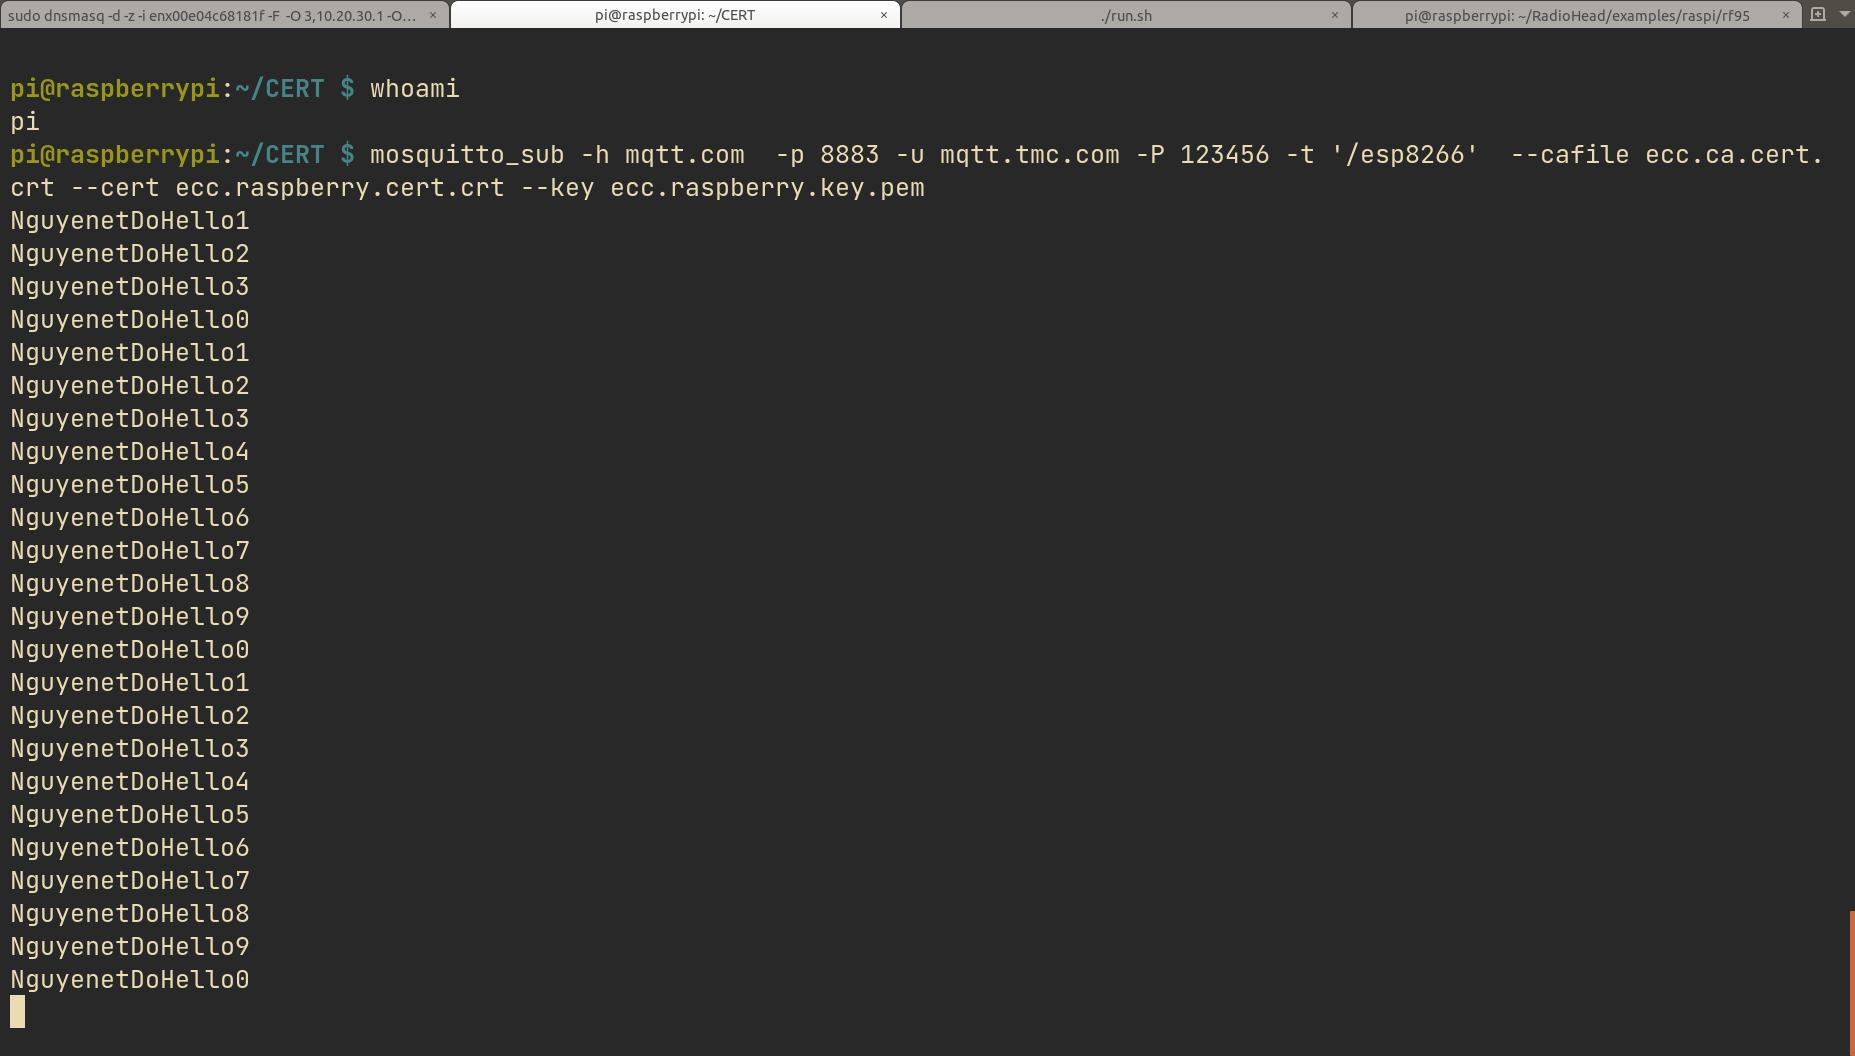 sudo dnsmasq -d -z -i enx00e04c68181f -F -O 3,10.20.30.1 -O...
pi@raspberrypi: ~/CERT
./run.sh
pi@raspberrypi: ~/RadioHead/examples/raspi/rf95
pi@raspberrypi:~/CERT $ whoami
pi
pi@raspberrypi:~/CERT $ mosquitto_sub -h mqtt.com  -p 8883 -u mqtt.tmc.com -P 123456 -t '/esp8266'  --cafile ecc.ca.cert.
crt --cert ecc.raspberry.cert.crt --key ecc.raspberry.key.pem
NguyenetDoHello1
NguyenetDoHello2
NguyenetDoHello3
NguyenetDoHello0
NguyenetDoHello1
NguyenetDoHello2
NguyenetDoHello3
NguyenetDoHello4
NguyenetDoHello5
NguyenetDoHello6
NguyenetDoHello7
NguyenetDoHello8
NguyenetDoHello9
NguyenetDoHello0
NguyenetDoHello1
NguyenetDoHello2
NguyenetDoHello3
NguyenetDoHello4
NguyenetDoHello5
NguyenetDoHello6
NguyenetDoHello7
NguyenetDoHello8
NguyenetDoHello9
NguyenetDoHello0